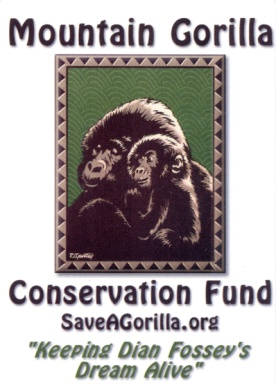 Mountain Gorilla
Conservation Fund
SaveAGorilla.org
"Keeping Dian Fossey's
Dream Alive"